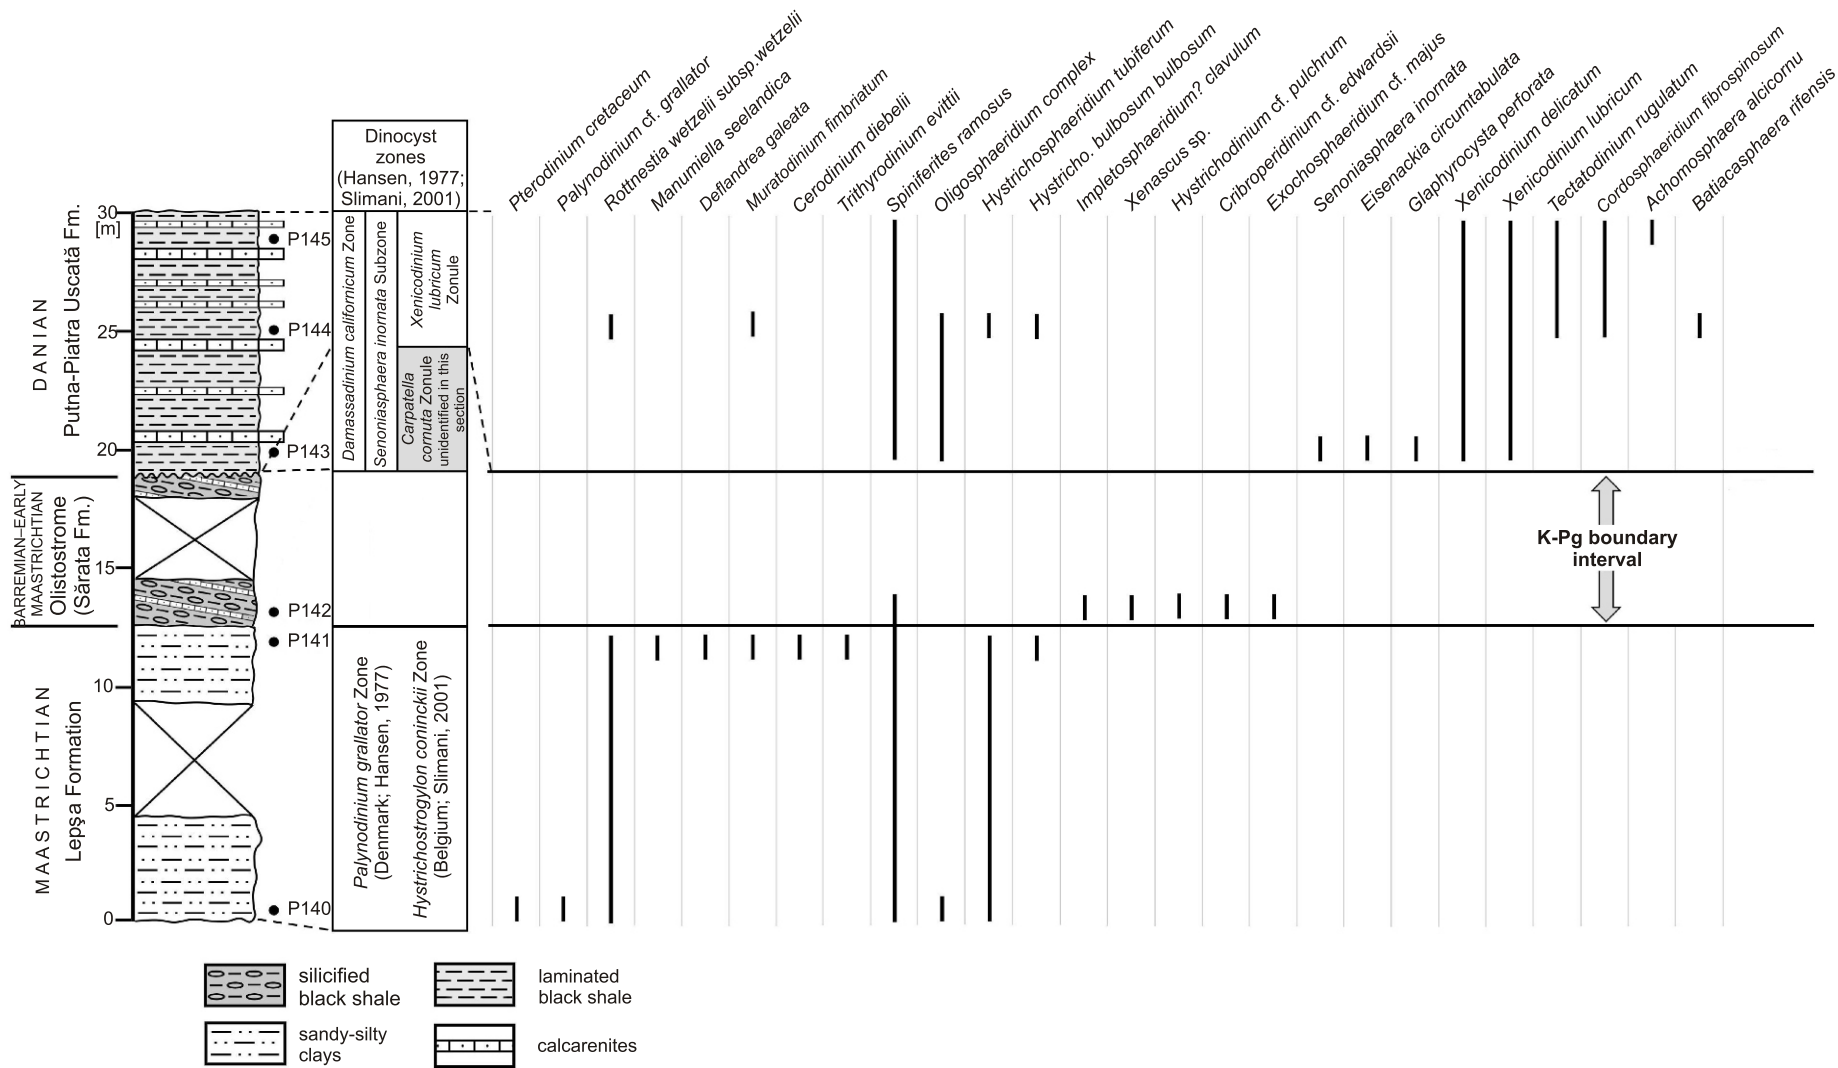 Pterodinium cretaceum
Palynodinium cf. grallator
Rottnestia wetzelii subsp.wetzelii
Manumiella seelandica
Deflandrea galeata
Muratodinium fimbriatum
Cerodinium diebelii
Trithyrodinium evittii
Spiniferites ramosus
Oligosphaeridium complex
Hystrichosphaeridium tubiferum
Hystricho. bulbosum bulbosum
Impletosphaeridium? clavulum
Xenascus sp.
Hystrichodinium cf. pulchrum
Cribroperidinium cf. edwardsii
Exochosphaeridium cf. majus
Senoniasphaera inornata
Eisenackia circumtabulata
Glaphyrocysta perforata
Xenicodinium delicatum
Xenicodinium lubricum
Tectatodinium rugulatum
Cordosphaeridium fibrospinosum
Achomosphaera alcicornu
Batiacasphaera rifensis
Dinocyst
zones
(Hansen, 1977;
Slimani, 2001)
30
[m]
25
20
15
10
5
0
DANIAN
Putna-Piatra Uscată Fm.
BARREMIAN–EARLY
MAASTRICHTIAN
Olistostrome
(Sărata Fm.)
MAASTRICHTIAN
Lepşa Formation
P145
P144
P143
P142
P141
P140
Damassadinium californicum Zone
Senoniasphaera inornata Subzone
Xenicodinium
lubricum
Zonule
Carpatella
cornuta Zonule
unidentified in this
section
Palynodinium grallator Zone
(Denmark; Hansen, 1977)
Hystrichostrogylon coninckii Zone
(Belgium; Slimani, 2001)
K-Pg boundary
interval
silicified
black shale
laminated
black shale
sandy-silty
clays
calcarenites